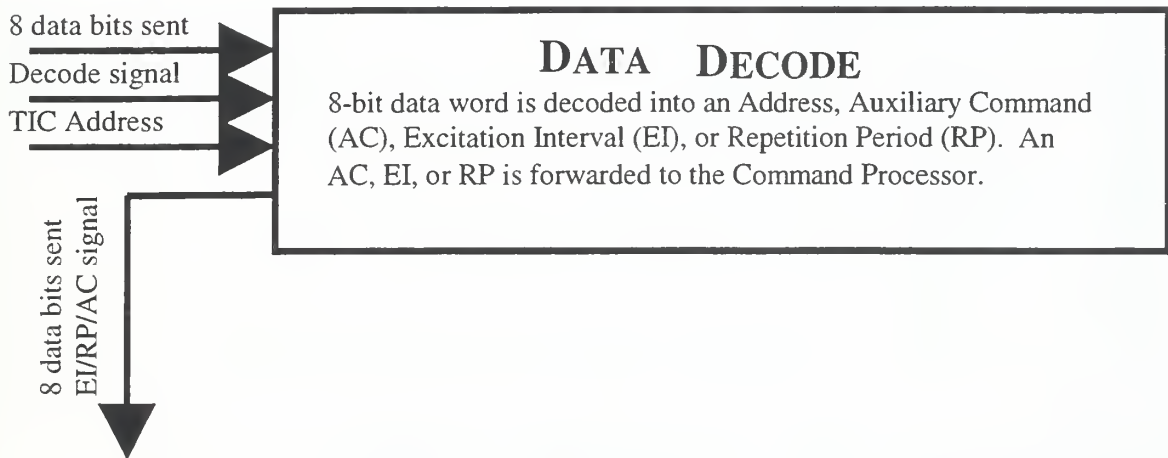 8 data bits sent
Decode signal
TIC Address
DATA DECODE
8-bit data word is decoded into an Address, Auxiliary Command
(AC), Excitation Interval (EI), or Repetition Period (RP). An
AC, EI, or RP is forwarded to the Command Processor.
8 data bits sent
EI/RP/AC signal